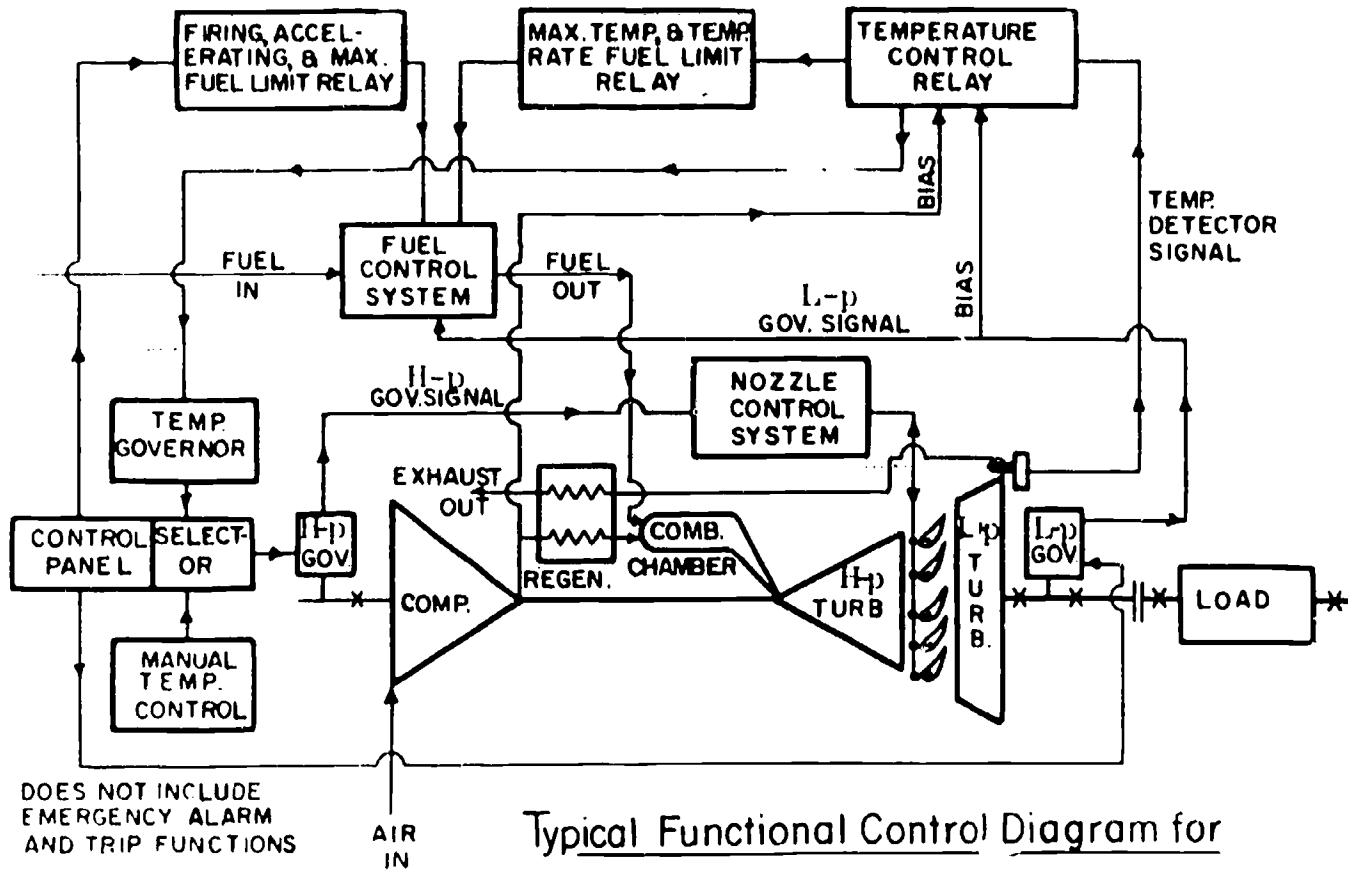 FIRING, ACCEL-
ERATING, & MAX.
FUEL LIMIT RELAY
MAX. TEMP, & TEMP.
RATE FUEL LIMIT
RELAY
TEMPERATURE
CONTROL
RELAY
BIAS
TEMP.
DETECTOR
SIGNAL
FUEL
IN
FUEL
CONTROL
SYSTEM
FUEL
OUT
BIAS
L-p
GOV. SIGNAL
H-p
GOV. SIGNAL
NOZZLE
CONTROL
SYSTEM
TEMP.
GOVERNOR
EXHAUST
OUT
CONTROL
PANEL
SELECT-
OR
H-p
GOV.
COMP.
REGEN.
COMB.
CHAMBER
H-p
TURB
L-p
TURB.
L-p
GOV.
LOAD
MANUAL
TEMP.
CONTROL
DOES NOT INCLUDE
EMERGENCY ALARM
AND TRIP FUNCTIONS
AIR
IN
Typical Functional Control Diagram for